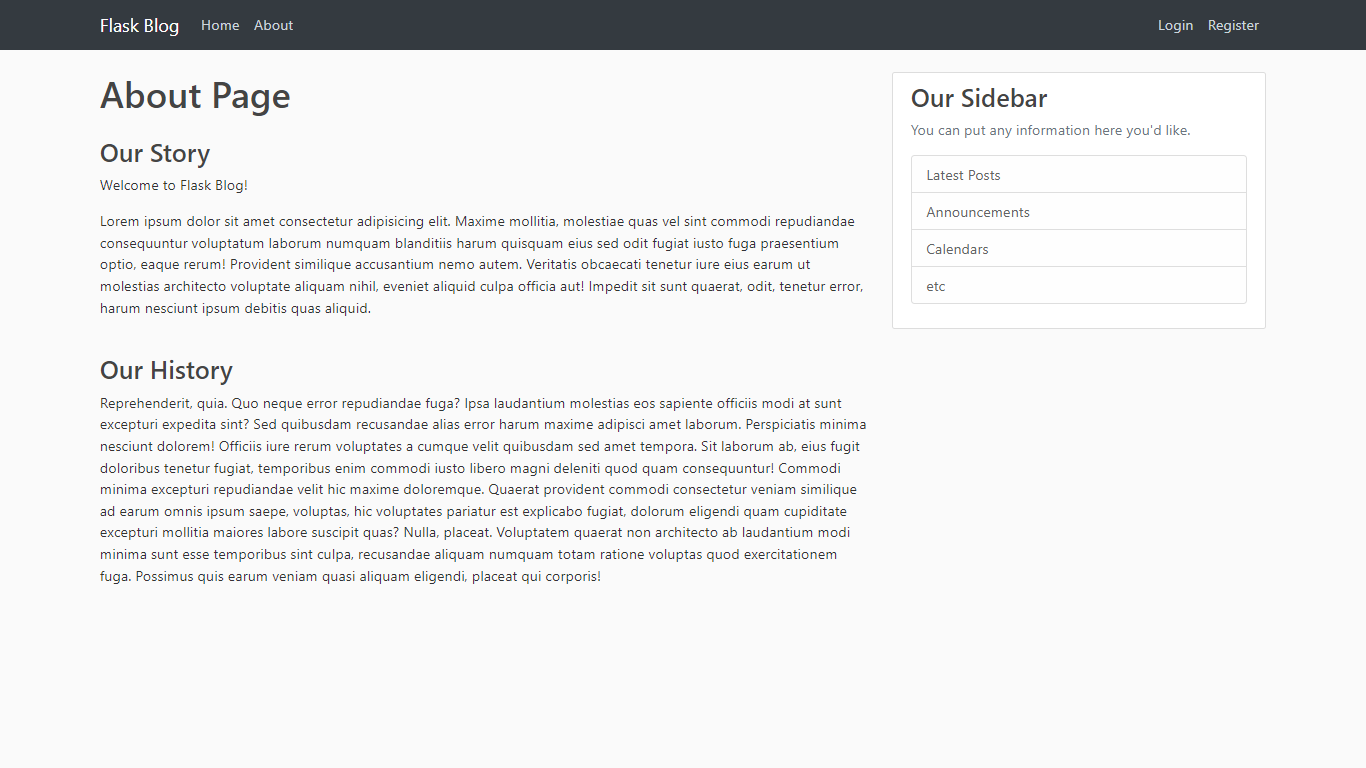 Flask Blog Home About Login Register
About Page
Our Story
Welcome to Flask Blog!
Lorem ipsum dolor sit amet consectetur adipisicing elit. Maxime mollitia, molestiae quas vel sint commodi repudiandae
consequuntur voluptatum laborum numquam blanditiis harum quisquam eius sed odit fugiat iusto fuga praesentium
optio, eaque rerum! Provident similique accusantium nemo autem. Veritatis obcaecati tenetur iure eius earum ut
molestias architecto voluptate aliquam nihil, eveniet aliquid culpa officia aut! Impedit sit sunt quaerat, odit, tenetur error,
harum nesciunt ipsum debitis quas aliquid.
Our History
Reprehenderit, quia. Quo neque error repudiandae fuga? Ipsa laudantium molestias eos sapiente officiis modi at sunt
excepturi expedita sint? Sed quibusdam recusandae alias error harum maxime adipisci amet laborum. Perspiciatis minima
nesciunt dolorem! Officiis iure rerum voluptates a cumque velit quibusdam sed amet tempora. Sit laborum ab, eius fugit
doloribus tenetur fugiat, temporibus enim commodi iusto libero magni deleniti quod quam consequuntur! Commodi
minima excepturi repudiandae velit hic maxime doloremque. Quaerat provident commodi consectetur veniam similique
ad earum omnis ipsum saepe, voluptas, hic voluptates pariatur est explicabo fugiat, dolorum eligendi quam cupiditate
excepturi mollitia maiores labore suscipit quas? Nulla, placeat. Voluptatem quaerat non architecto ab laudantium modi
minima sunt esse temporibus sint culpa, recusandae aliquam numquam totam ratione voluptas quod exercitationem
fuga. Possimus quis earum veniam quasi aliquam eligendi, placeat qui corporis!
Our Sidebar
You can put any information here you'd like.
Latest Posts
Announcements
Calendars
etc